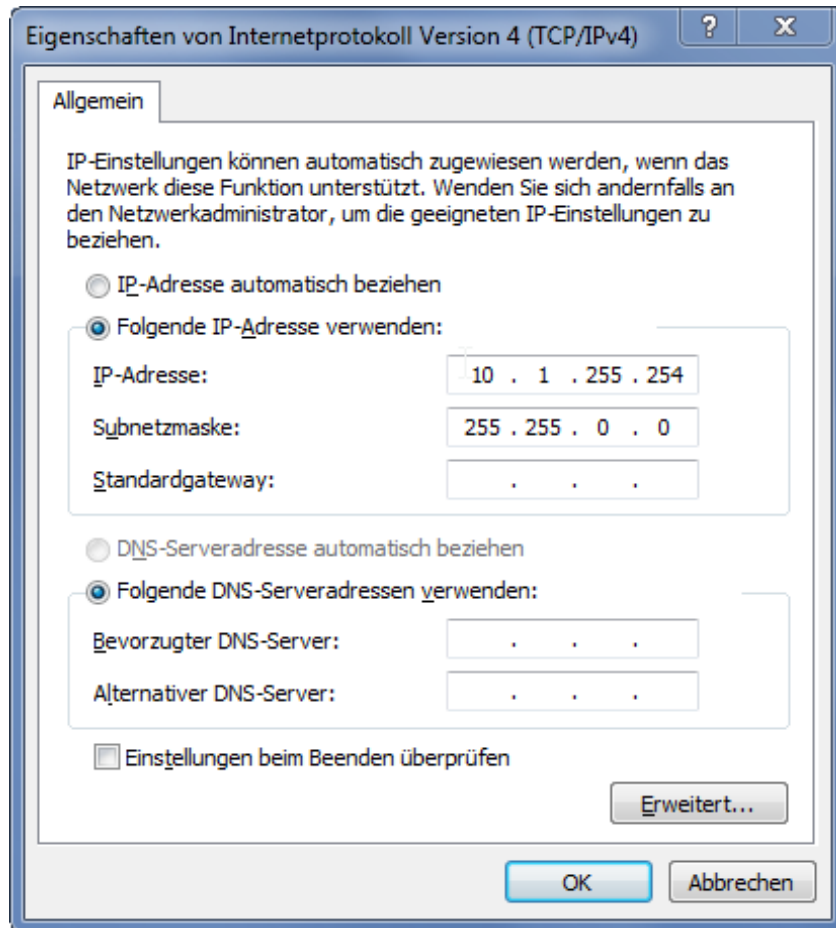 Eigenschaften von Internetprotokoll Version 4 (TCP/IPv4)
Allgemein
IP-Einstellungen können automatisch zugewiesen werden, wenn das
Netzwerk diese Funktion unterstützt. Wenden Sie sich andernfalls an
den Netzwerkadministrator, um die geeigneten IP-Einstellungen zu
beziehen.
IP-Adresse automatisch beziehen
Folgende IP-Adresse verwenden:
IP-Adresse: 10 . 1 . 255 . 254
Subnetzmaske: 255 . 255 . 0 . 0
Standardgateway: . . .
DNS-Serveradresse automatisch beziehen
Folgende DNS-Serveradressen verwenden:
Bevorzugter DNS-Server: . . .
Alternativer DNS-Server: . . .
Einstellungen beim Beenden überprüfen
Erweitert...
OK Abbrechen